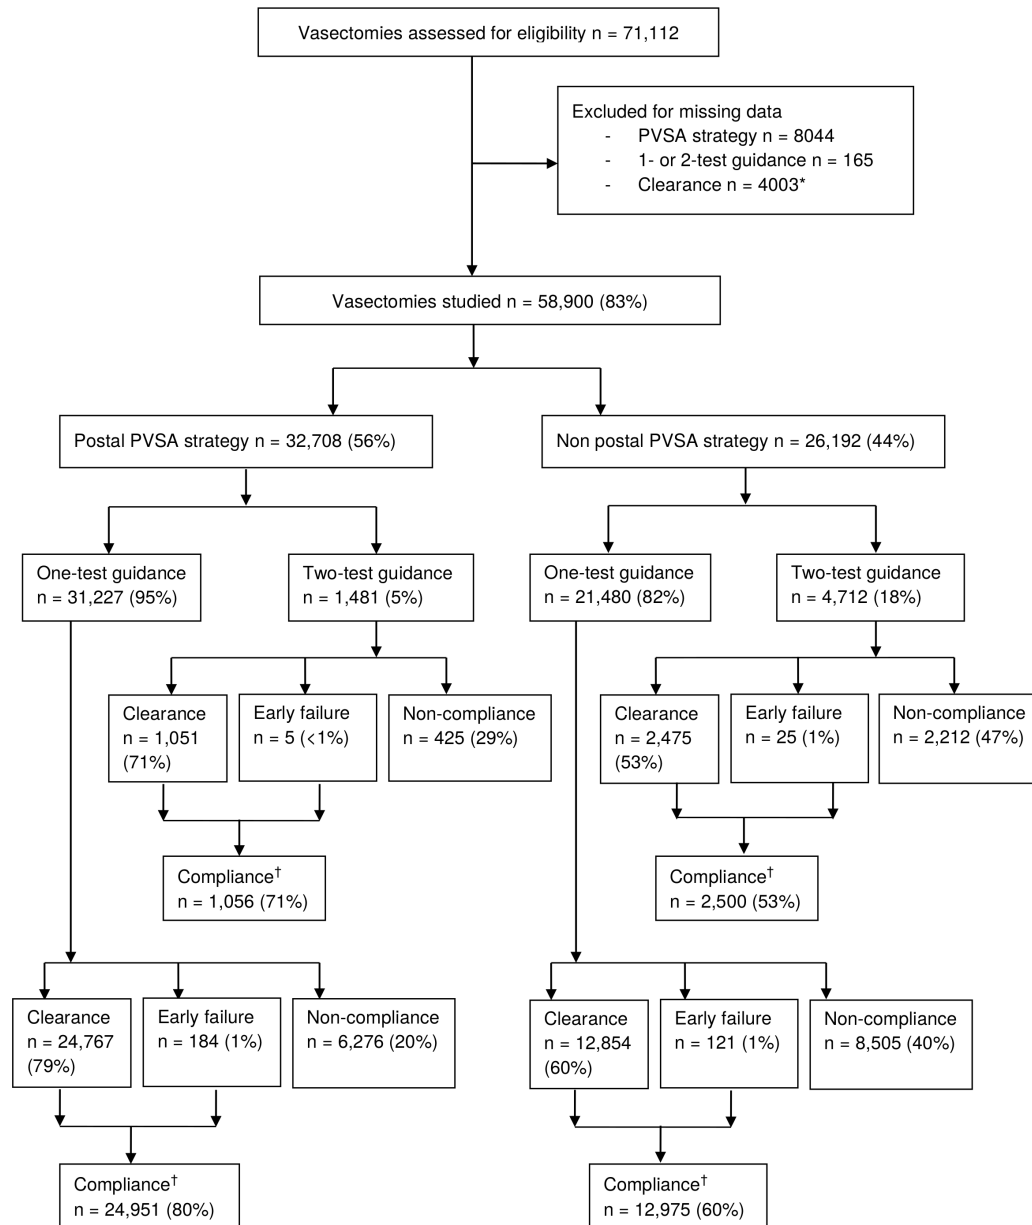 Vasectomies assessed for eligibility n = 71,112
Excluded for missing data
- PVSA strategy n = 8044
- 1- or 2-test guidance n = 165
- Clearance n = 4003*
Vasectomies studied n = 58,900 (83%)
Postal PVSA strategy n = 32,708 (56%)
Non postal PVSA strategy n = 26,192 (44%)
One-test guidance
n = 31,227 (95%)
Two-test guidance
n = 1,481 (5%)
One-test guidance
n = 21,480 (82%)
Two-test guidance
n = 4,712 (18%)
Clearance
n = 1,051
(71%)
Early failure
n = 5 (<1%)
Non-compliance
n = 425 (29%)
Clearance
n = 2,475
(53%)
Early failure
n = 25 (1%)
Non-compliance
n = 2,212 (47%)
Compliance†
n = 1,056 (71%)
Compliance†
n = 2,500 (53%)
Clearance
n = 24,767
(79%)
Early failure
n = 184 (1%)
Non-compliance
n = 6,276 (20%)
Clearance
n = 12,854
(60%)
Early failure
n = 121 (1%)
Non-compliance
n = 8,505 (40%)
Compliance†
n = 24,951 (80%)
Compliance†
n = 12,975 (60%)